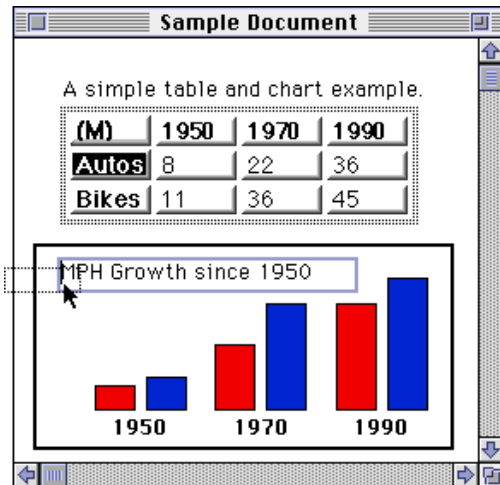 Sample Document
A simple table and chart example.
(M) 1950 1970 1990
Autos 8 22 36
Bikes 11 36 45
MPH Growth since 1950
1950 1970 1990